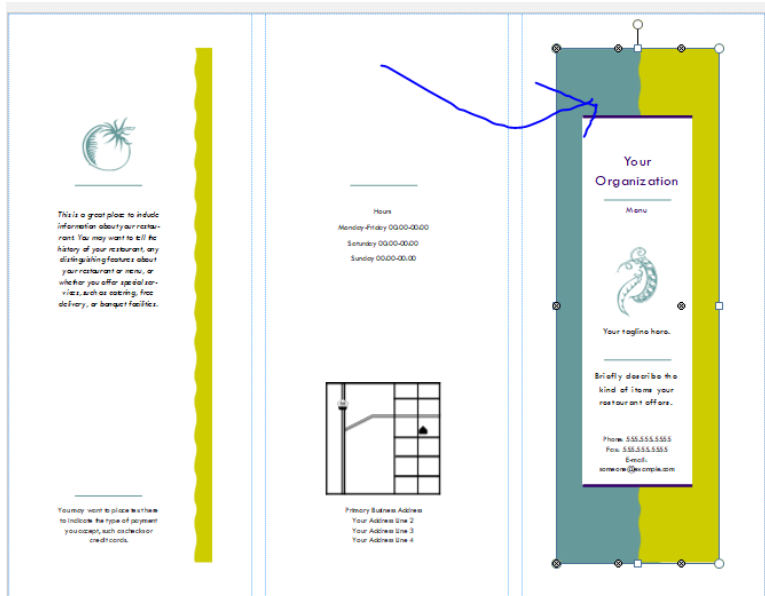 This is a great place to include
information about your restau-
rant. You may want to tell the
history of your restaurant, any
distinguishing features about
your restaurant or menu, or
whether you offer special ser-
vices, such as catering, free
delivery, or banquet facilities.
You may want to place text here
to indicate the type of payment
you accept, such as checks or
credit cards.
Hours
Monday-Friday 00:00-00:00
Saturday 00:00-00:00
Sunday 00:00-00:00
Primary Business Address
Your Address Line 2
Your Address Line 3
Your Address Line 4
Your
Organization
Menu
Your tagline here.
Briefly describe the
kind of items your
restaurant offers.
Phone: 555.555.5555
Fax: 555.555.5555
E-mail:
someone@example.com